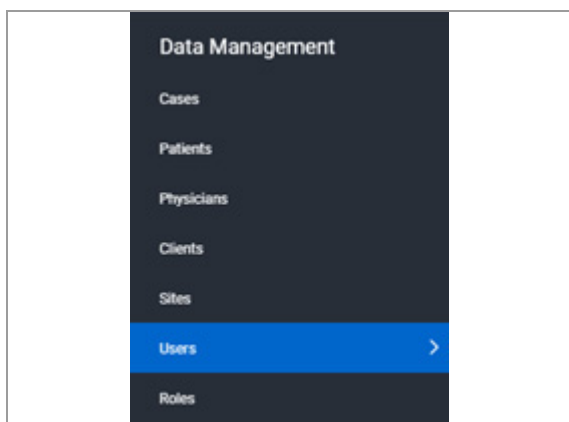 Data Management
Cases
Patients
Physicians
Clients
Sites
Users
Roles